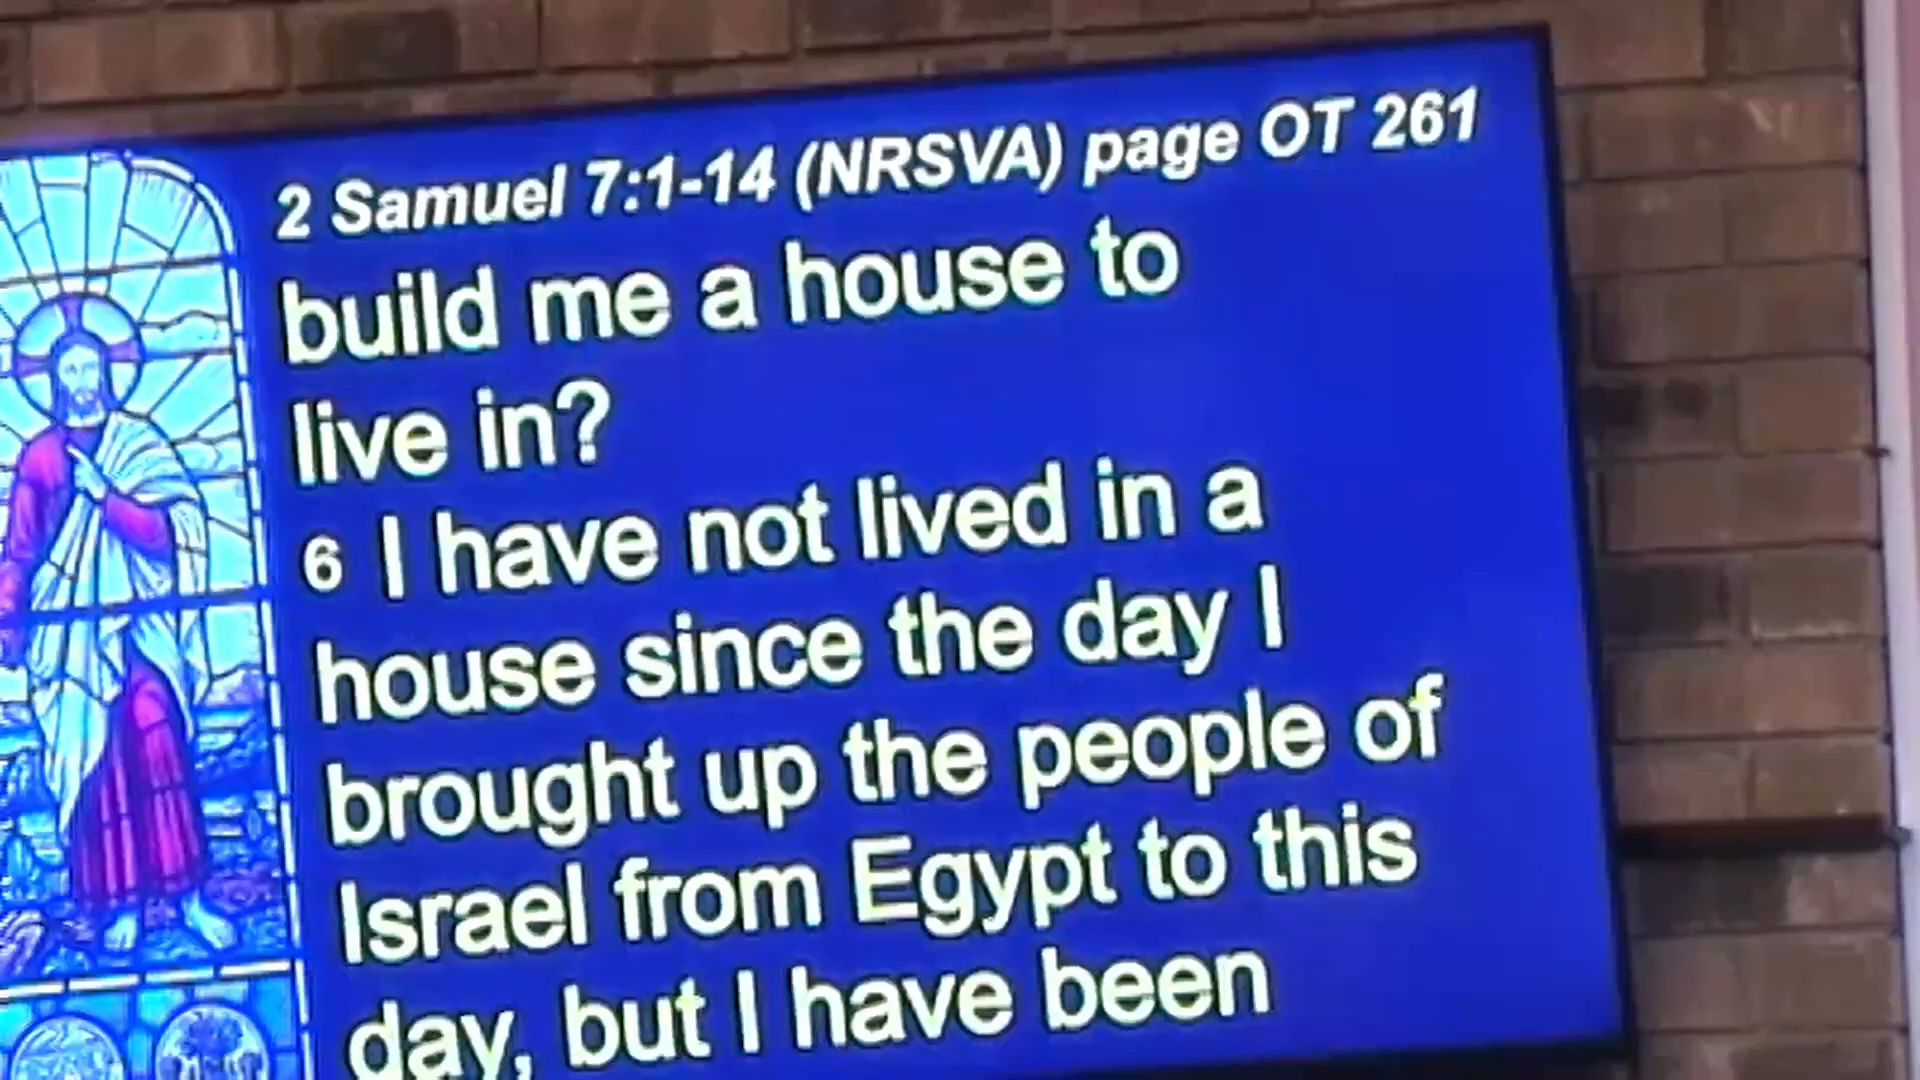 2 Samuel 7:1-14 (NRSVA) page OT 261
build me a house to
live in?
6 I have not lived in a
house since the day I
brought up the people of
Israel from Egypt to this
day, but I have been